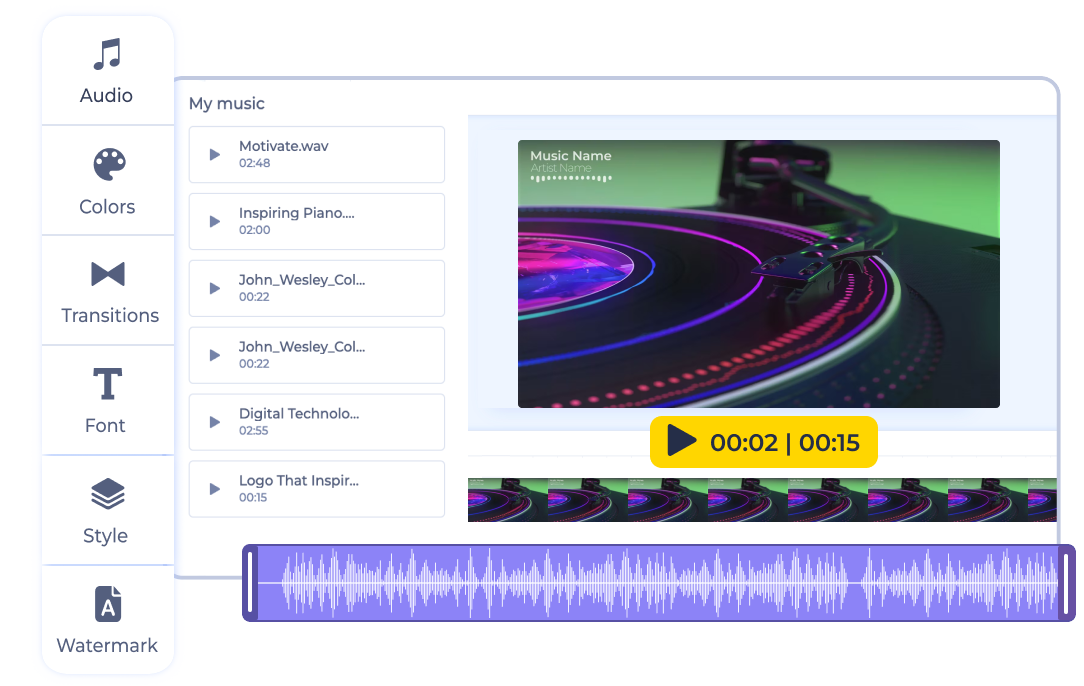 Audio
Colors
Transitions
Font
Style
A
Watermark
My music
Motivate.wav
02:48
Inspiring Piano....
02:00
John_Wesley_Col...
00:22
John_Wesley_Col...
00:22
Digital Technolo...
02:55
Logo That Inspir...
00:15
Music Name
Artist Name
00:02 | 00:15